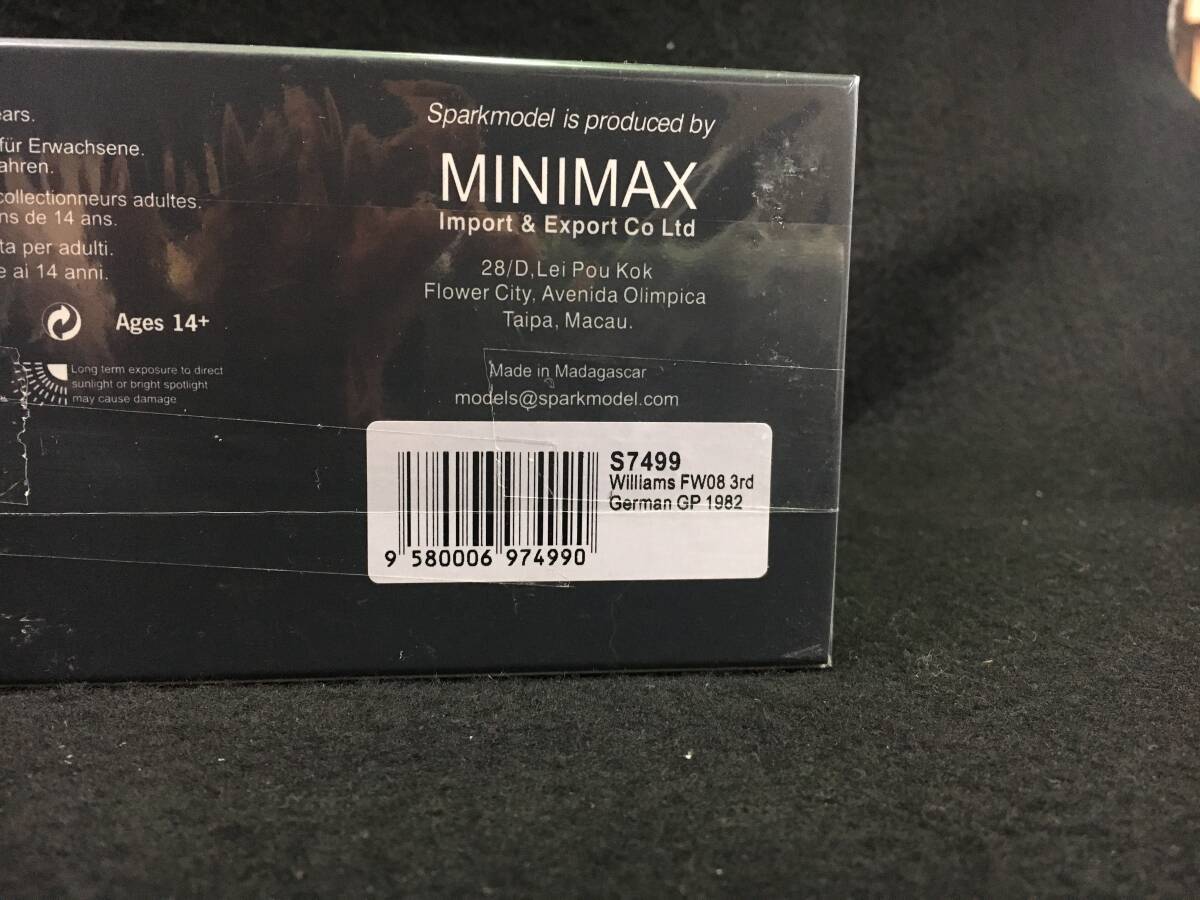 ears.
für Erwachsene.
ahren.
collectionneurs adultes.
ns de 14 ans.
ta per adulti.
e ai 14 anni.
Ages 14+
Long term exposure to direct
sunlight or bright spotlight
may cause damage
Sparkmodel is produced by
MINIMAX
Import & Export Co Ltd
28/D,Lei Pou Kok
Flower City, Avenida Olimpica
Taipa, Macau.
Made in Madagascar
models@sparkmodel.com
S7499
Williams FW08 3rd
German GP 1982
9 580006 974990